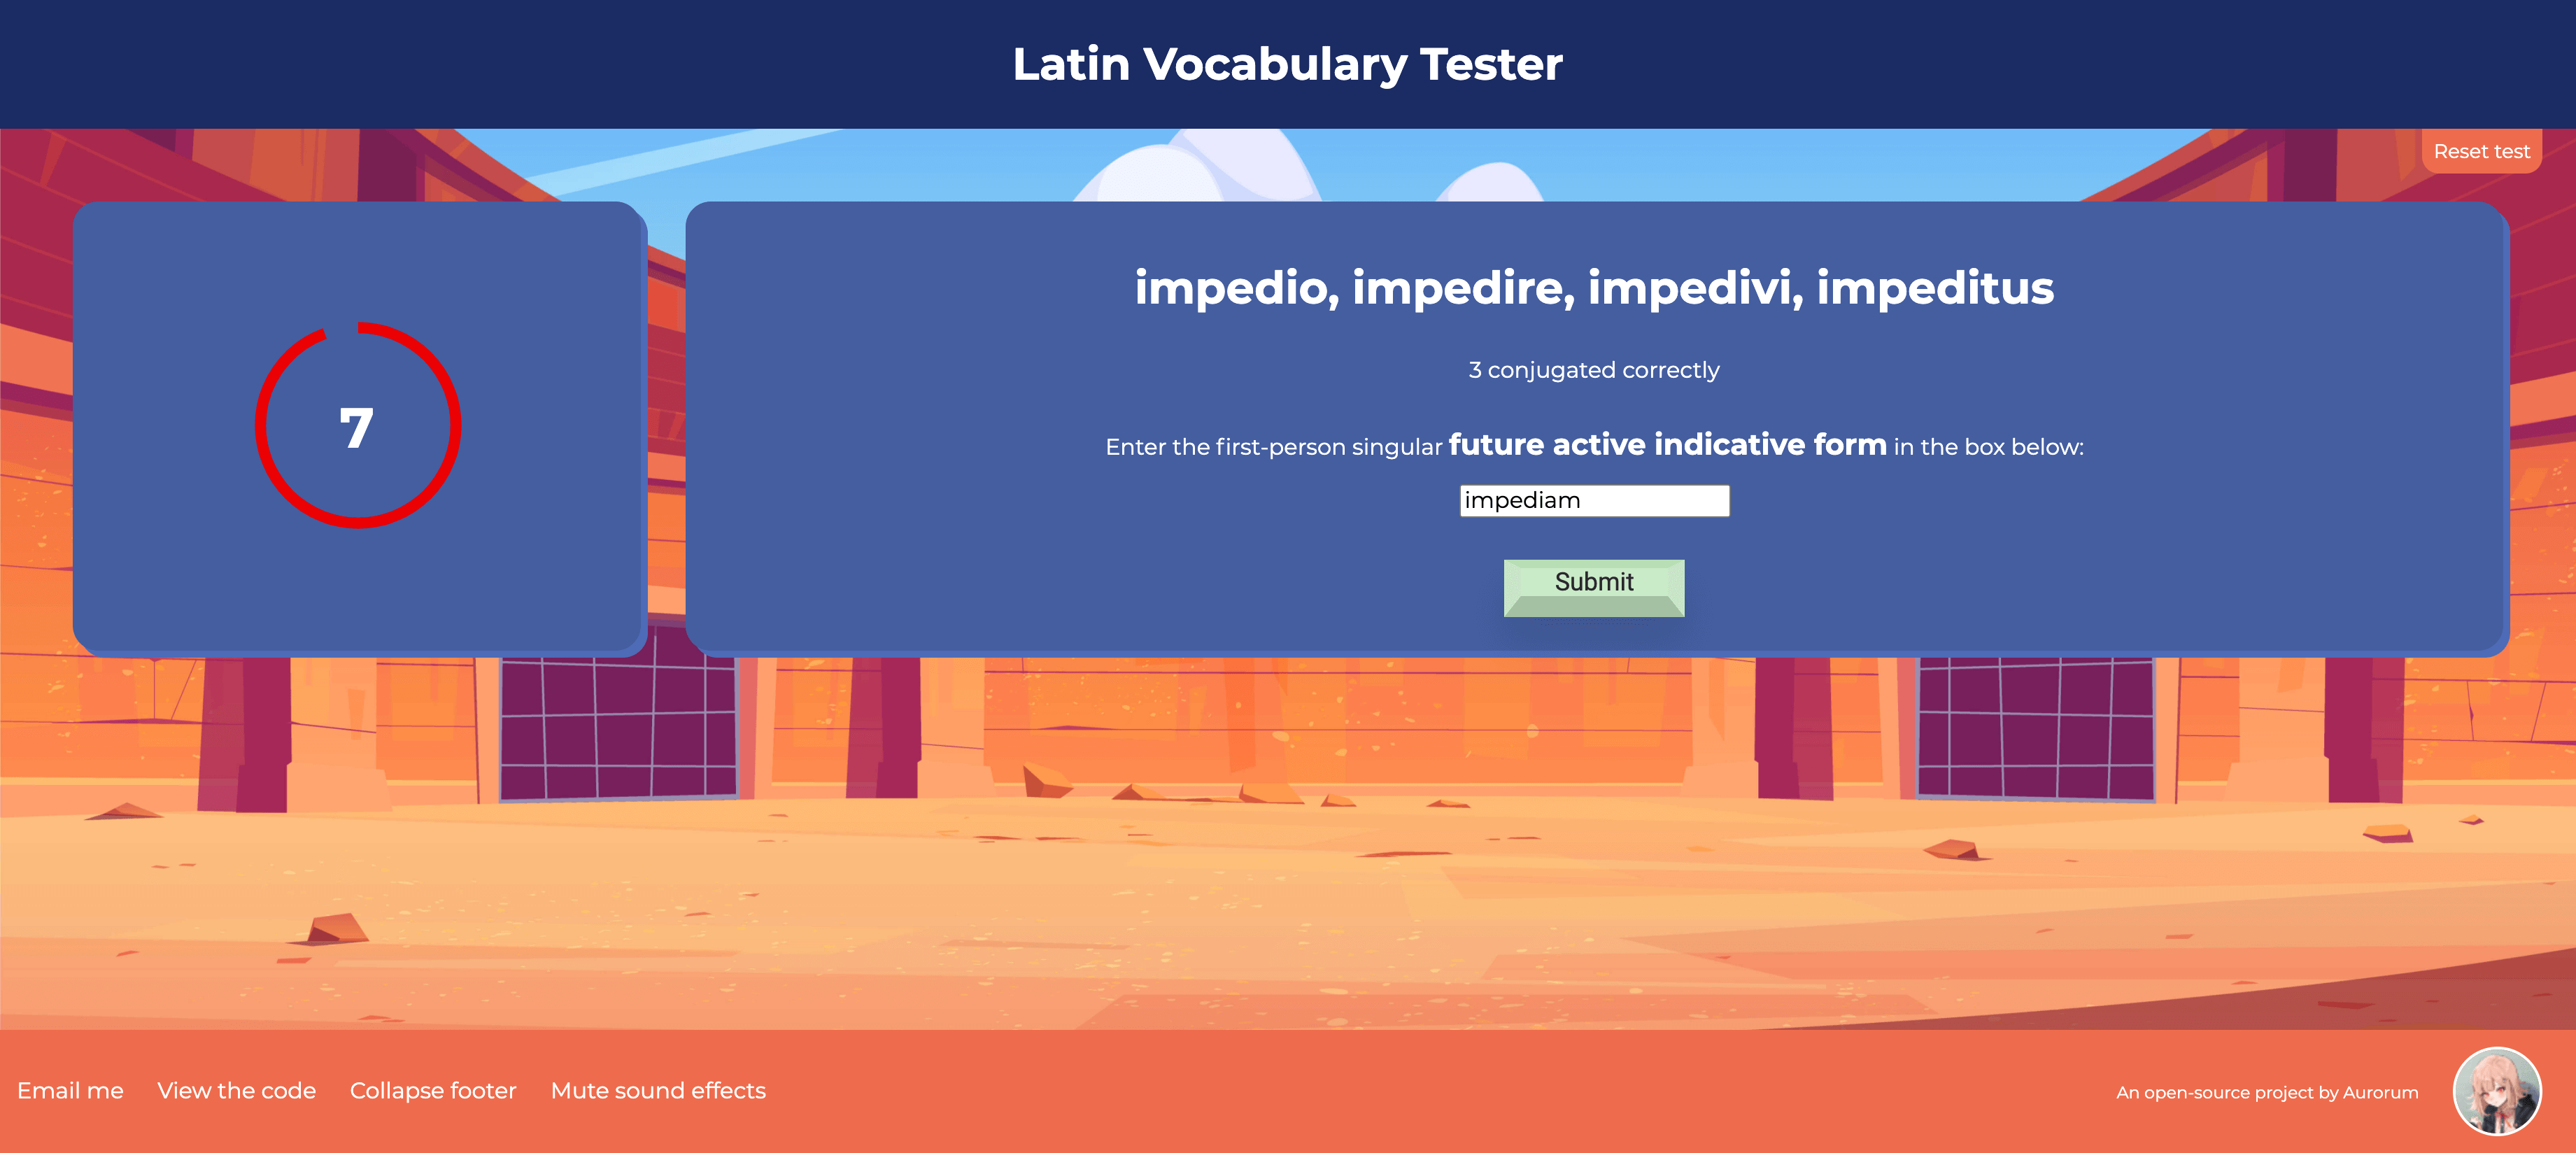 Latin Vocabulary Tester
Reset test
7
impedio, impedire, impedivi, impeditus
3 conjugated correctly
Enter the first-person singular future active indicative form in the box below:
impediam
Submit
Email me
View the code
Collapse footer
Mute sound effects
An open-source project by Aurorum